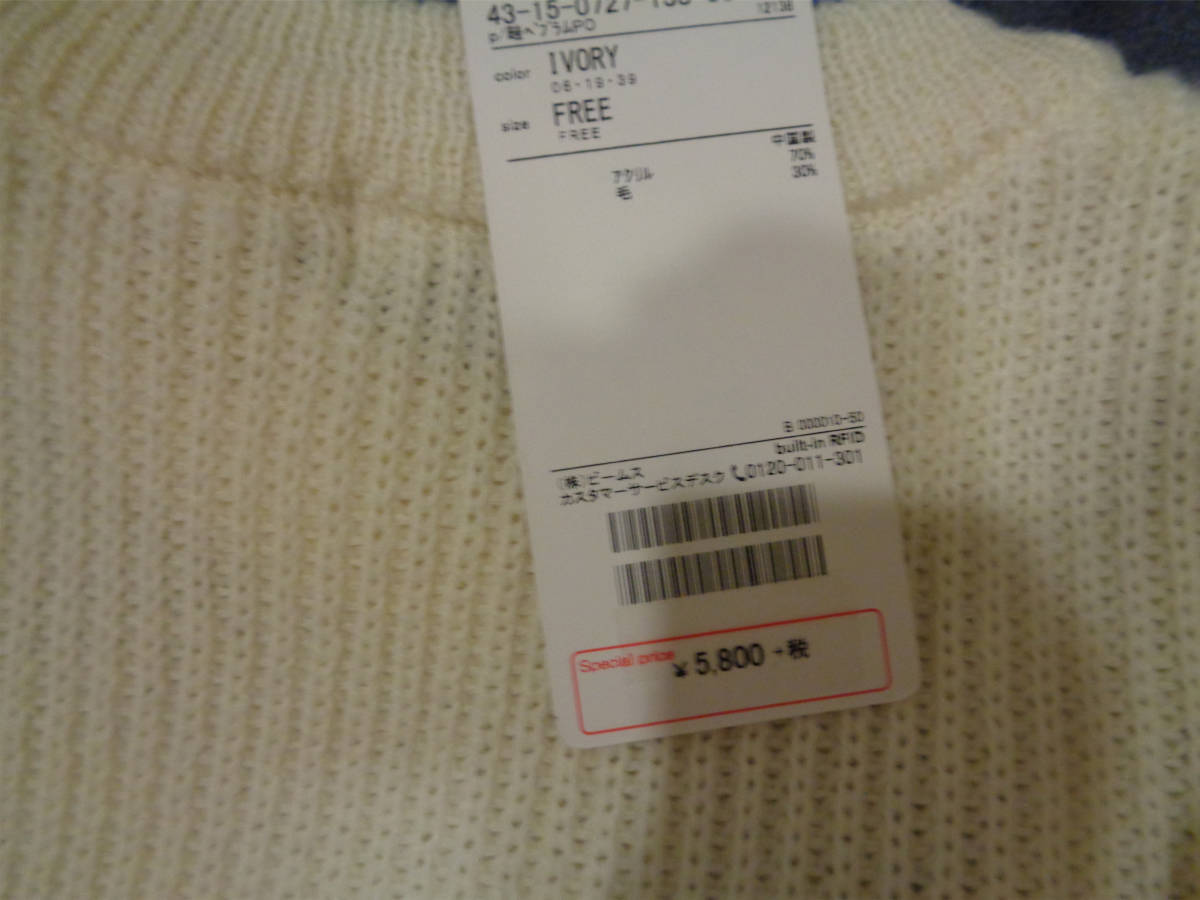 43-15-0727-
12138
ペプラムPO
color IVORY
06-19-39
size FREE
FREE
中国製
アクリル 70%
毛 30%
B 000010-50
built-in RFID
(株)ビームス
カスタマーサービスデスク 0120-011-301
Special price ¥5,800 +税